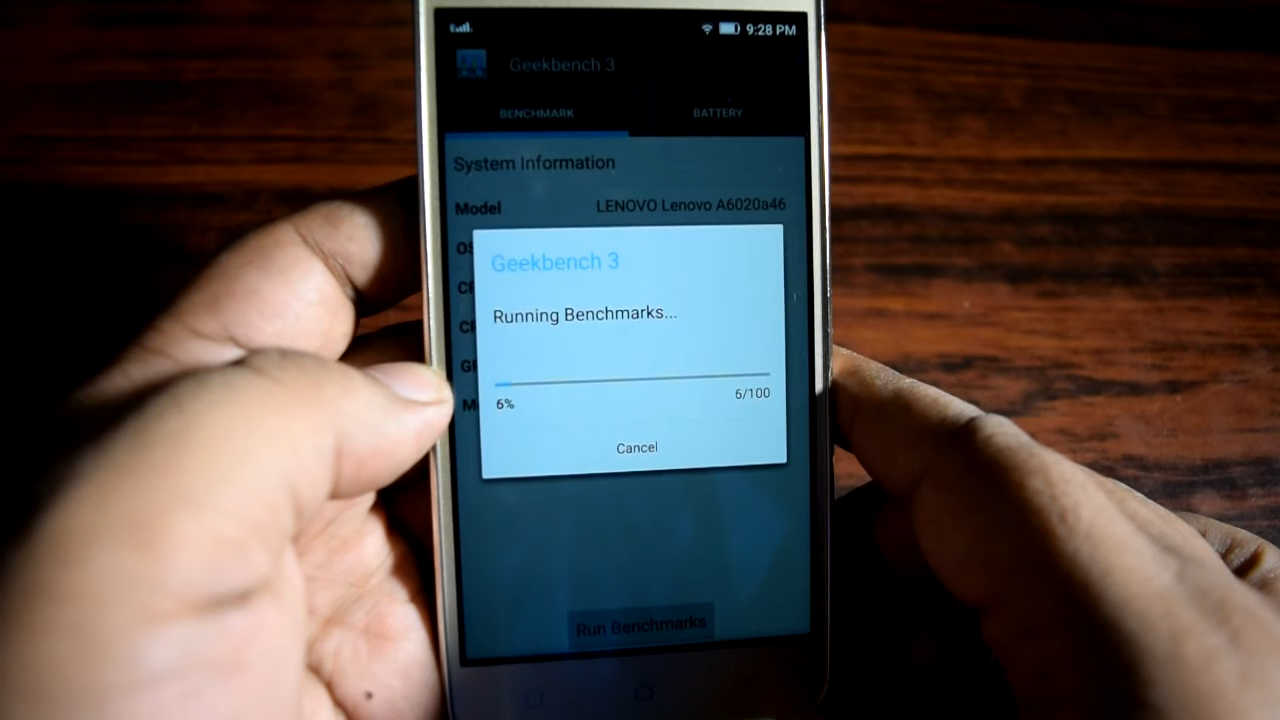 9:28 PM
Geekbench 3
BENCHMARK BATTERY
System Information
Model LENOVO Lenovo A6020a46
Geekbench 3
Running Benchmarks...
6% 6/100
Cancel
Run Benchmarks